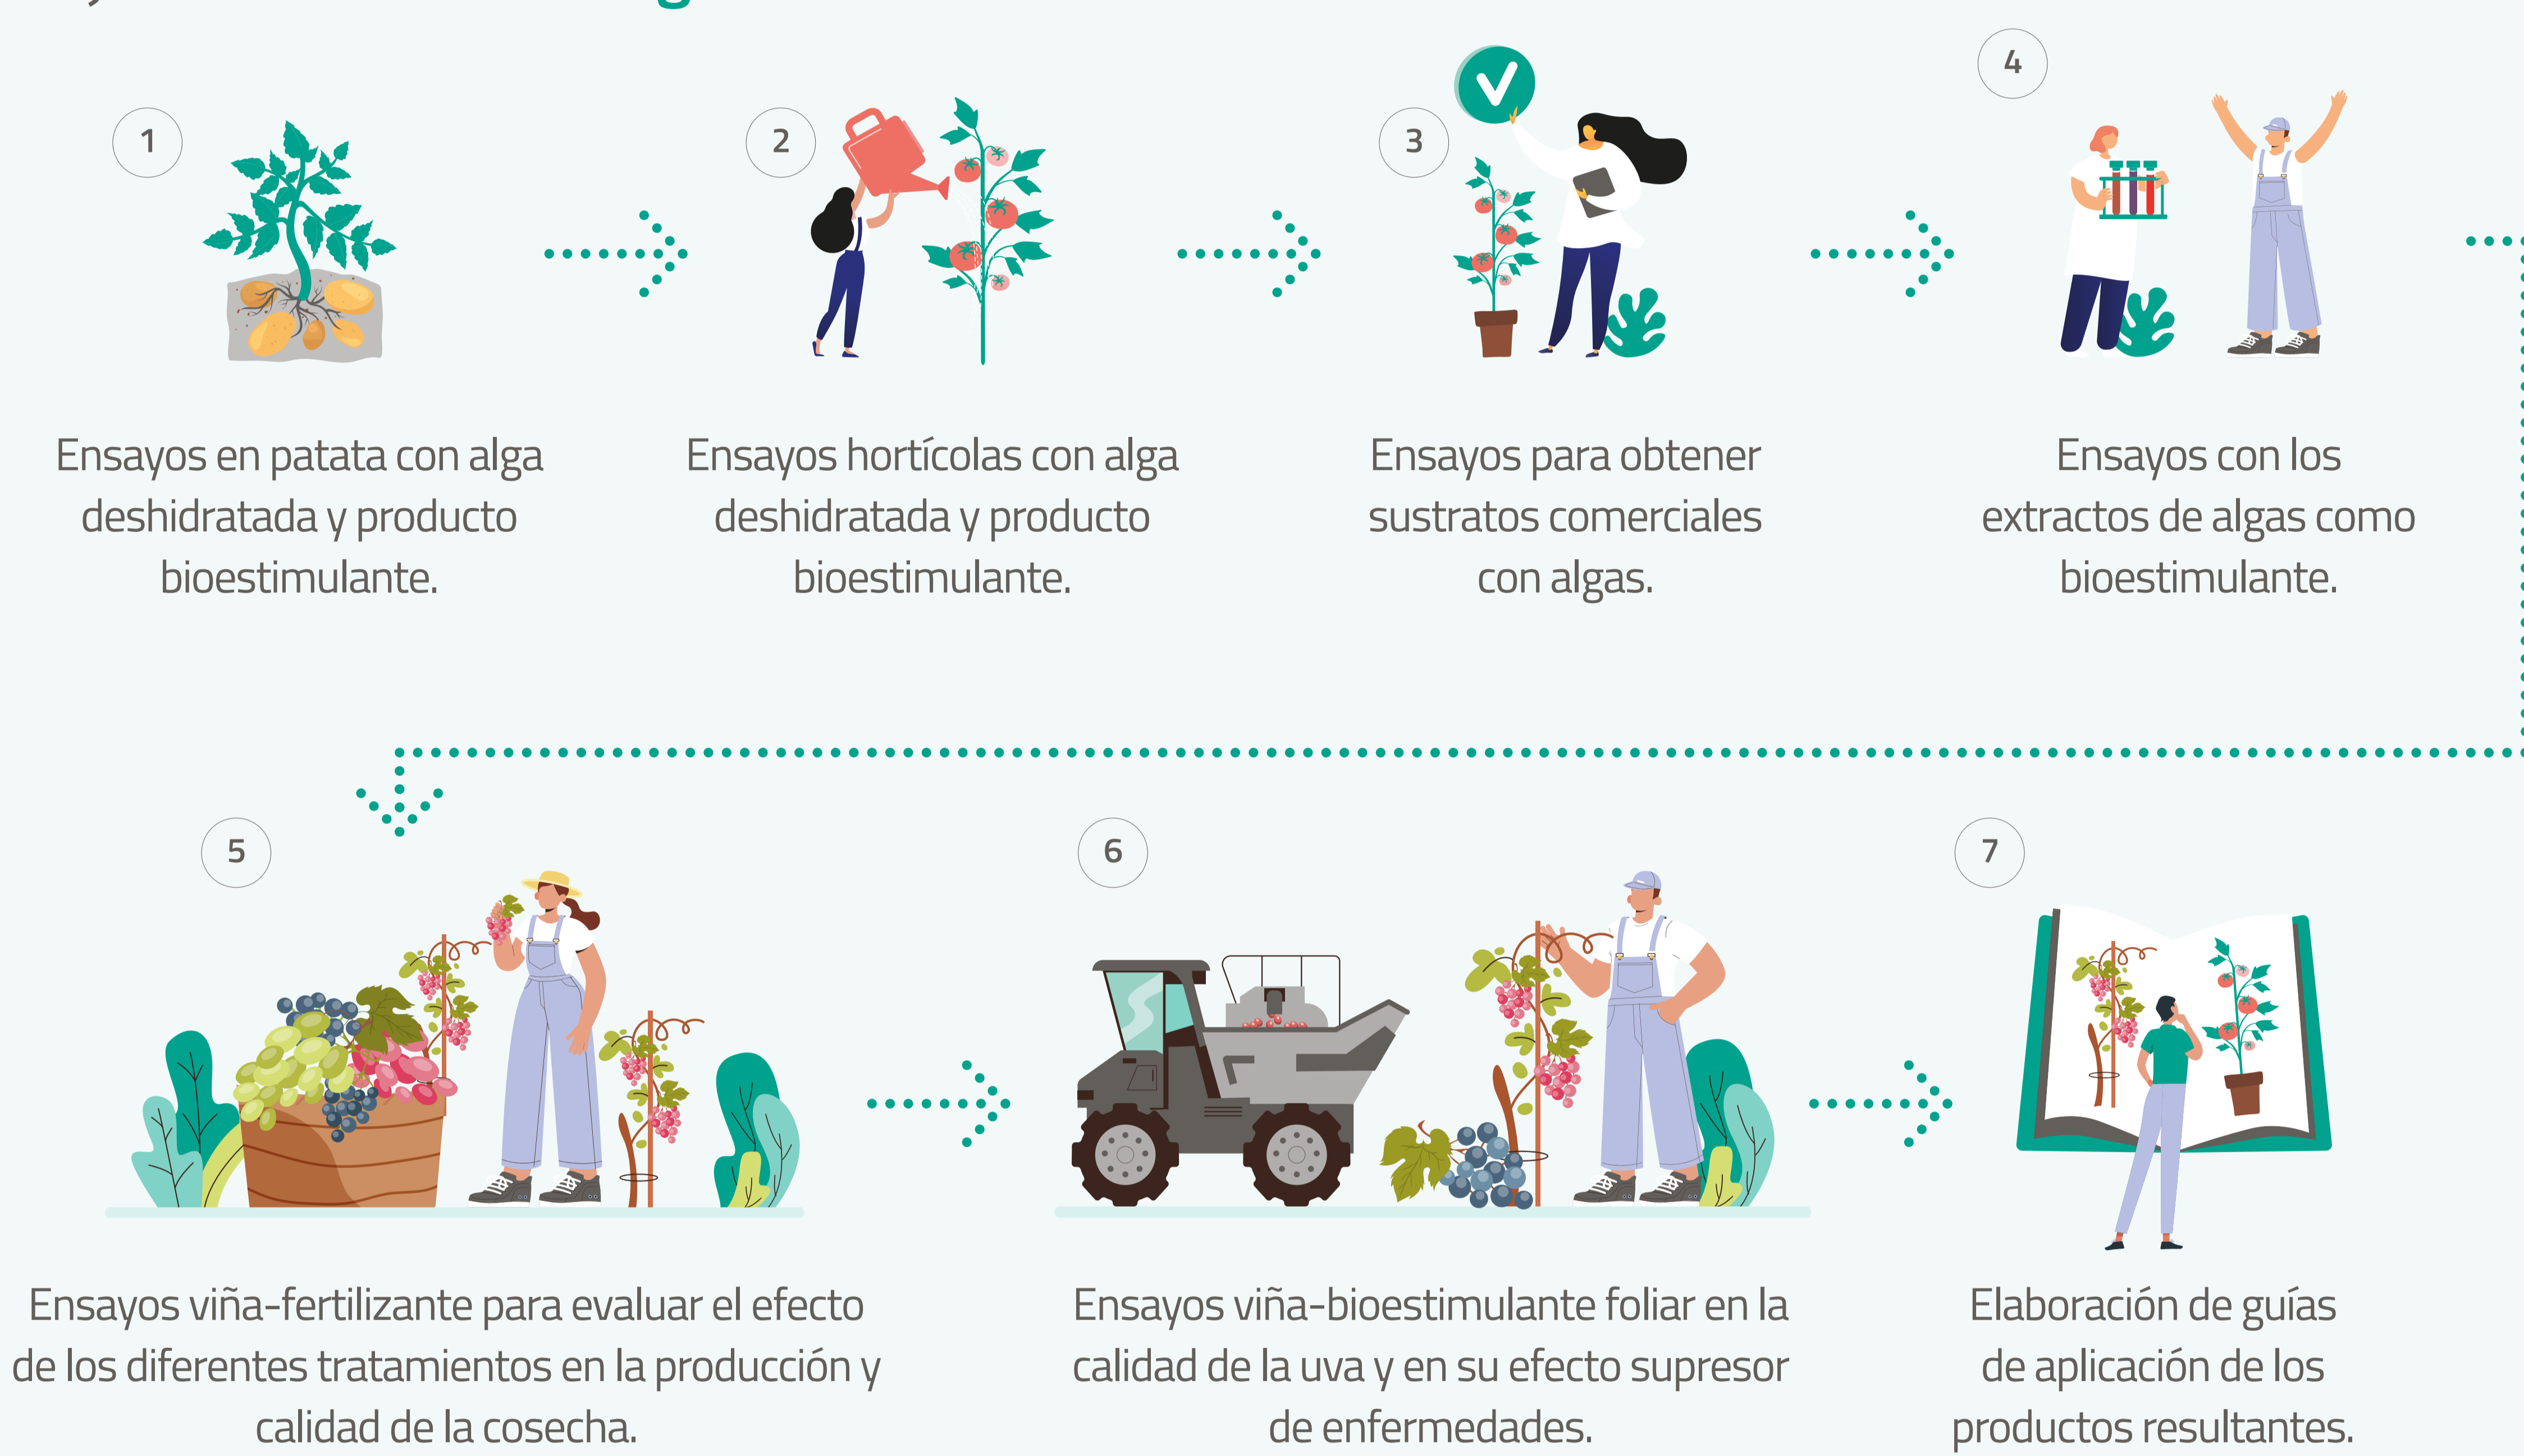 1
Ensayos en patata con alga
deshidratada y producto
bioestimulante.
2
Ensayos hortícolas con alga
deshidratada y producto
bioestimulante.
3
Ensayos para obtener
sustratos comerciales
con algas.
4
Ensayos con los
extractos de algas como
bioestimulante.
5
Ensayos viña-fertilizante para evaluar el efecto
de los diferentes tratamientos en la producción y
calidad de la cosecha.
6
Ensayos viña-bioestimulante foliar en la
calidad de la uva y en su efecto supresor
de enfermedades.
7
Elaboración de guías
de aplicación de los
productos resultantes.